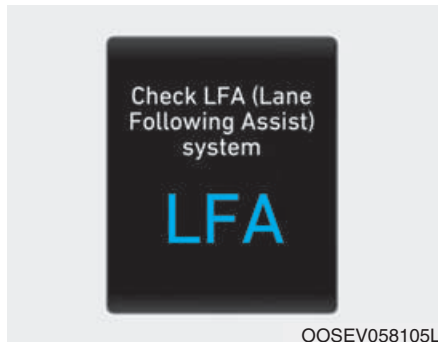 Check LFA (Lane
Following Assist)
system
LFA
OOSEV058105L